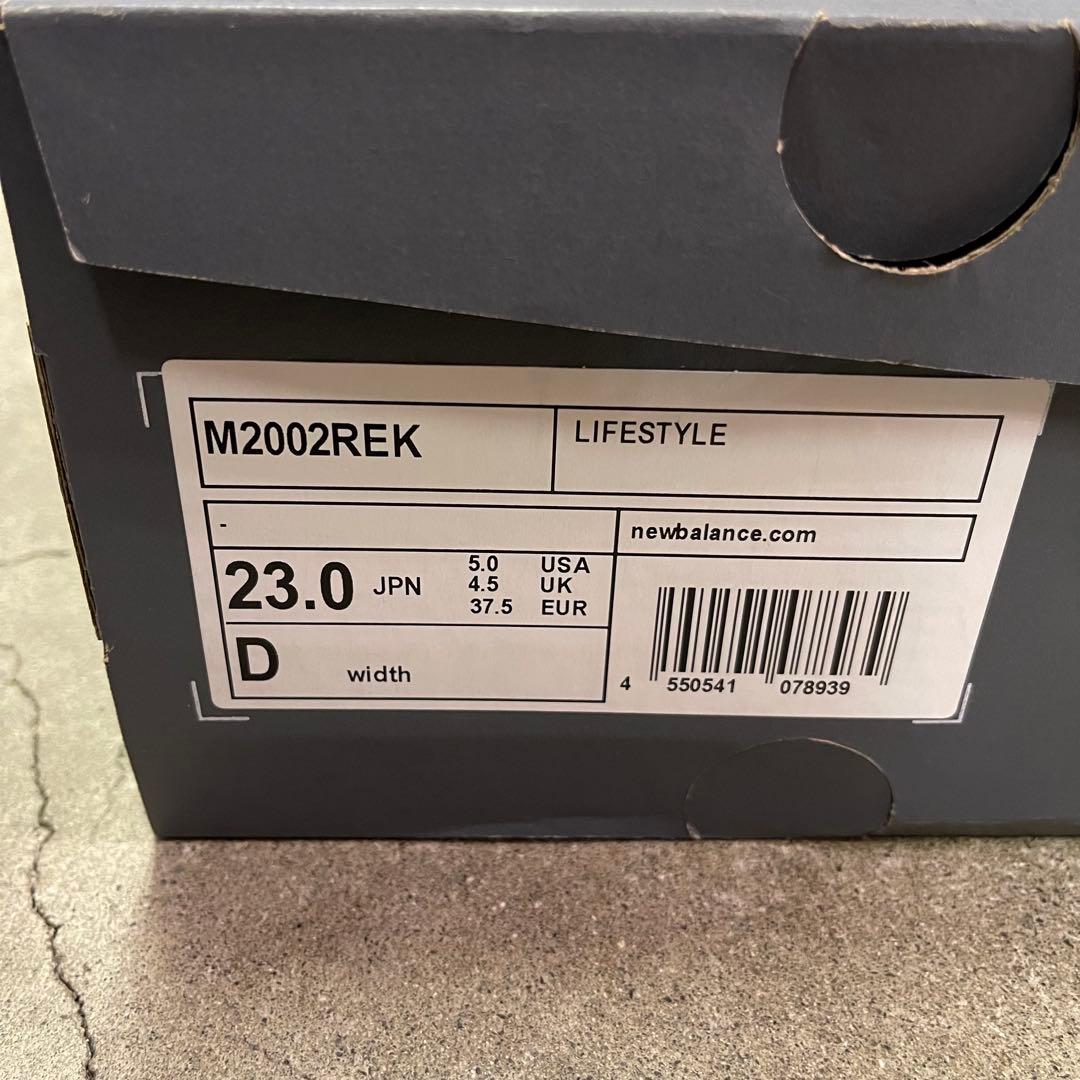 M2002REK
LIFESTYLE
-
newbalance.com
23.0 JPN
5.0 USA
4.5 UK
37.5 EUR
D width
4 550541 078939